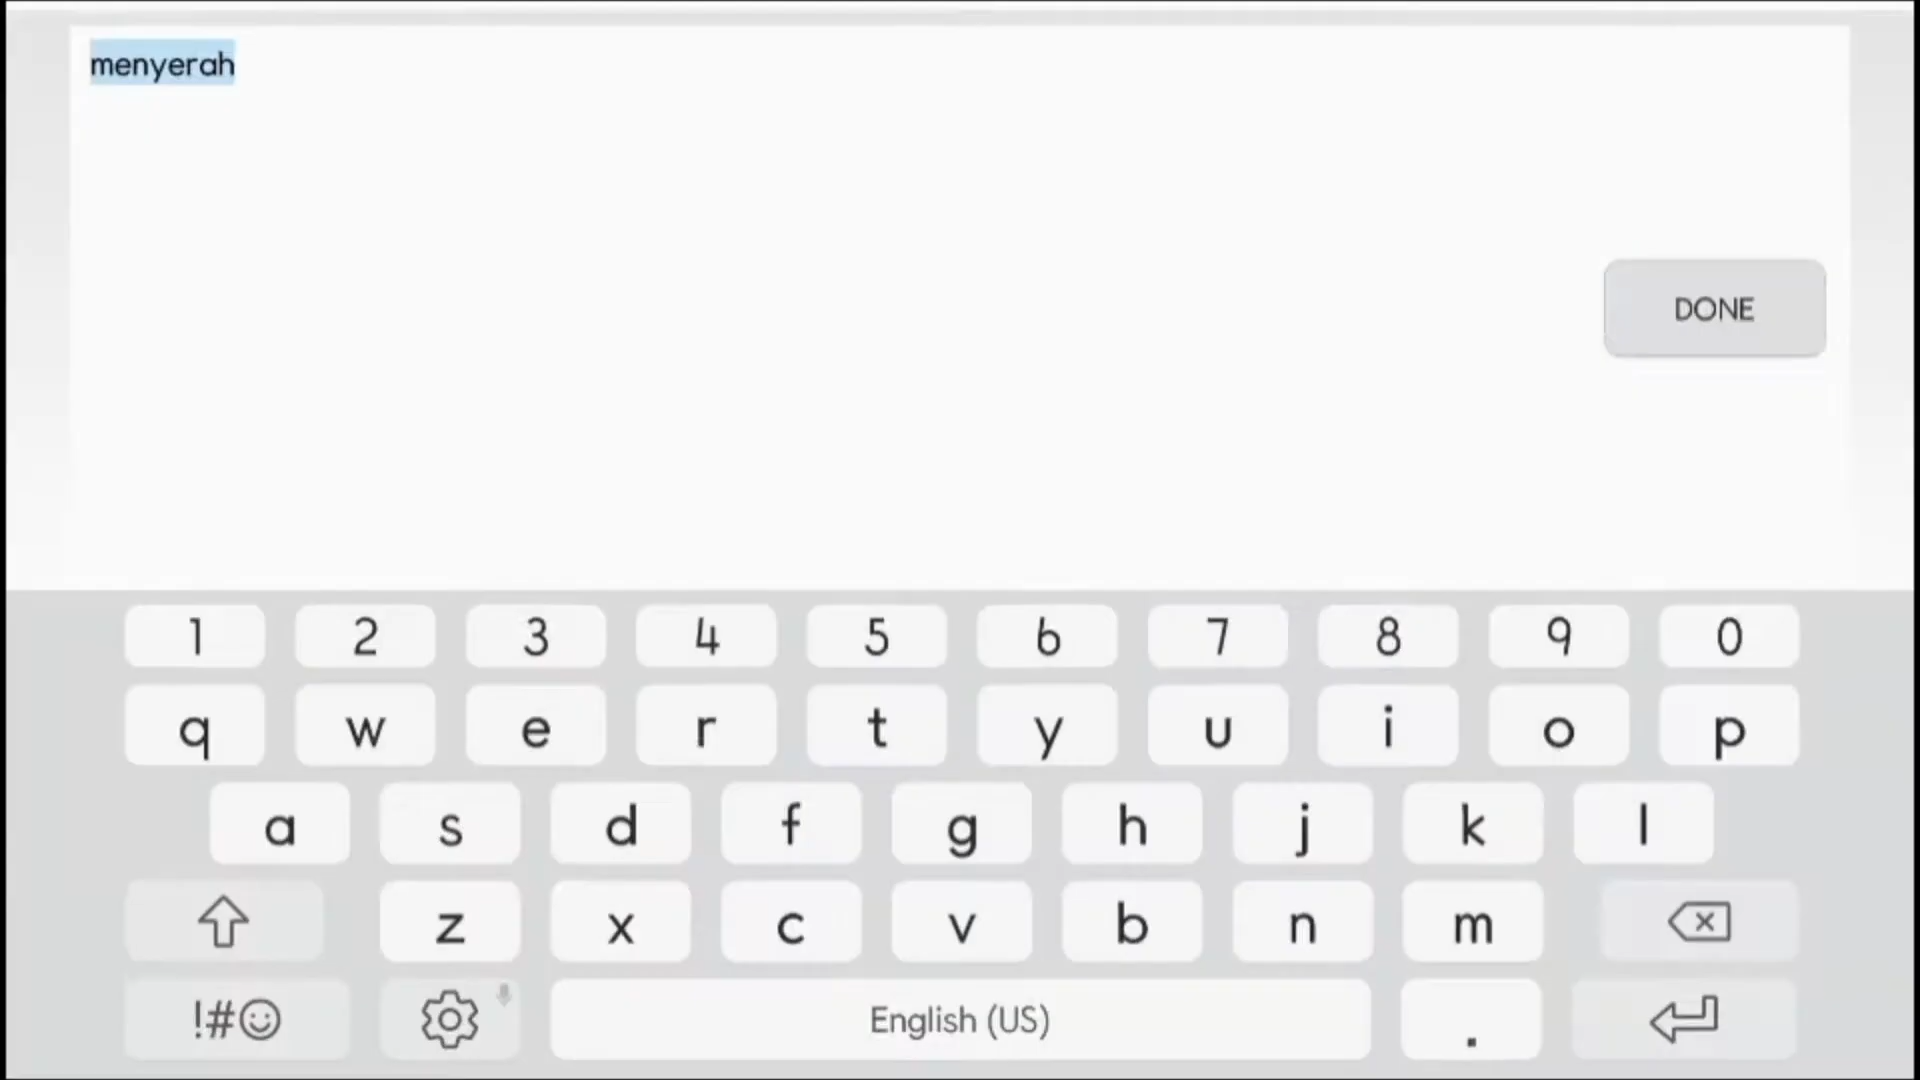 menyerah
DONE
1 2 3 4 5 6 7 8 9 0
q w e r t y u i o p
a s d f g h j k l
z x c v b n m
!#☺ English (US) .